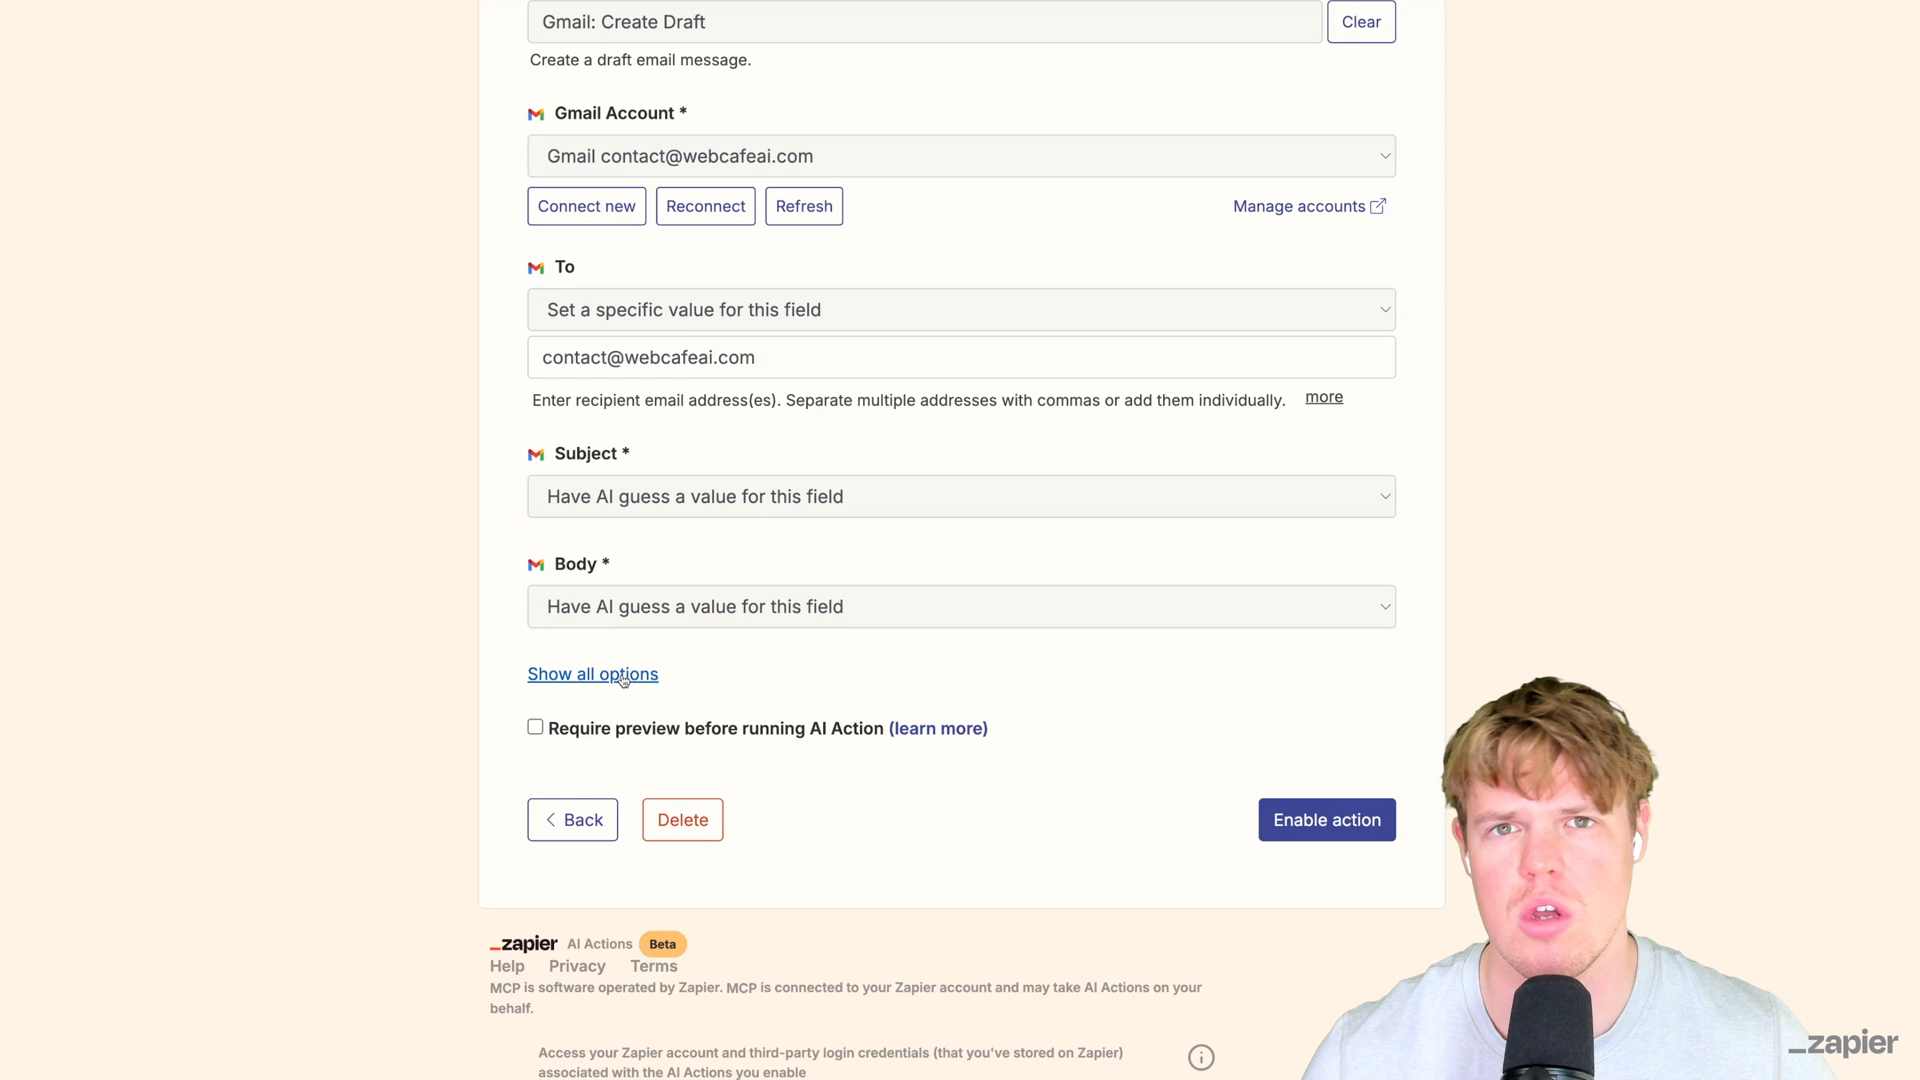 Gmail: Create Draft
Clear
Create a draft email message.
Gmail Account *
Gmail contact@webcafeai.com
Connect new
Reconnect
Refresh
Manage accounts
To
Set a specific value for this field
contact@webcafeai.com
Enter recipient email address(es). Separate multiple addresses with commas or add them individually. more
Subject *
Have AI guess a value for this field
Body *
Have AI guess a value for this field
Show all options
Require preview before running AI Action (learn more)
Back
Delete
Enable action
zapier AI Actions Beta
Help Privacy Terms
MCP is software operated by Zapier. MCP is connected to your Zapier account and may take AI Actions on your
behalf.
Access your Zapier account and third-party login credentials (that you've stored on Zapier)
associated with the AI Actions you enable
zapier